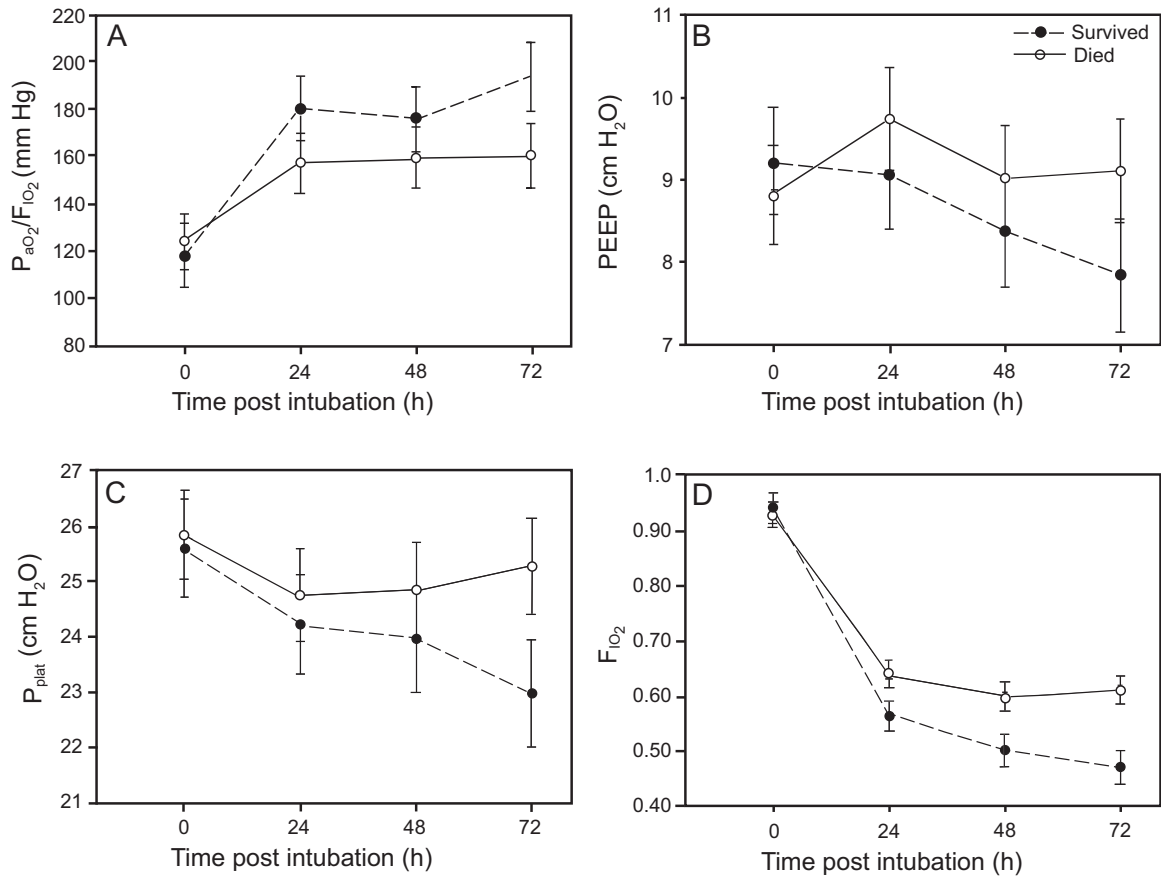 A
220
200
180
160
140
120
100
80
PaO2/FIO2 (mm Hg)
0 24 48 72
Time post intubation (h)
B
Survived
Died
11
10
9
8
7
PEEP (cm H2O)
0 24 48 72
Time post intubation (h)
C
27
26
25
24
23
22
21
Pplat (cm H2O)
0 24 48 72
Time post intubation (h)
D
1.0
0.90
0.80
0.70
0.60
0.50
0.40
FIO2
0 24 48 72
Time post intubation (h)